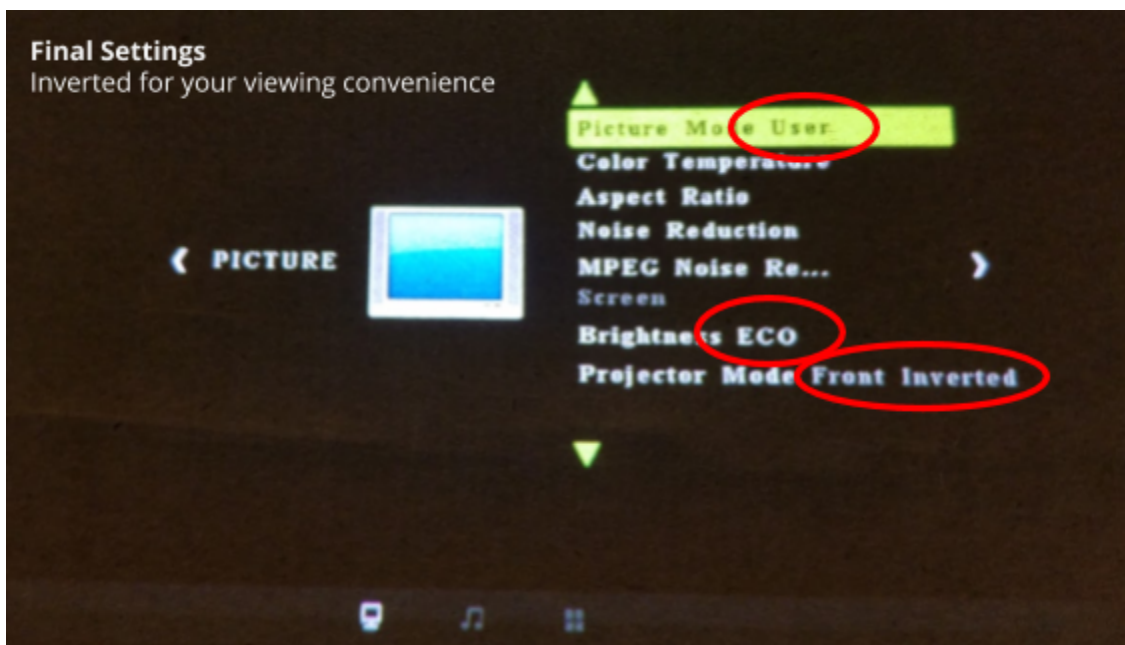 Final Settings
Inverted for your viewing convenience
Picture Mode User
Color Temperature
Aspect Ratio
Noise Reduction
PICTURE
MPEG Noise Re...
Screen
Brightness ECO
Projector Mode Front Inverted